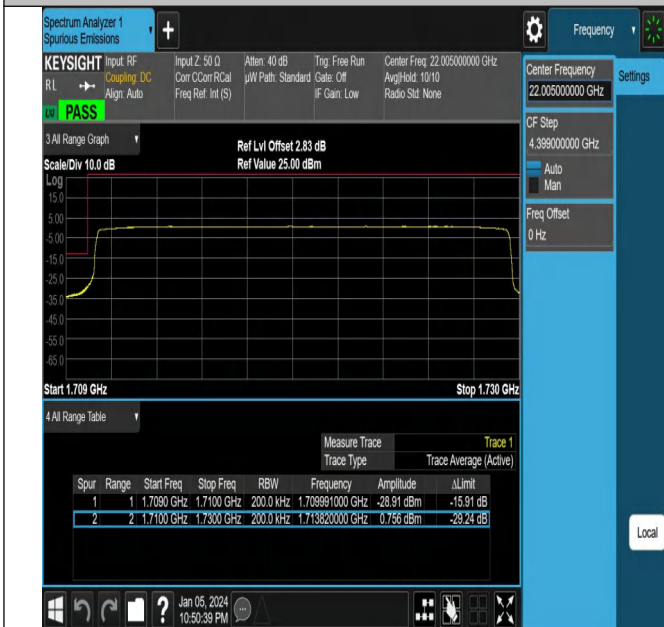 Spectrum Analyzer 1
Spurious Emissions
+
Frequency
KEYSIGHT
RL
Input: RF
Coupling: DC
Align: Auto
Input Z: 50 Ω
Corr CCorr RCal
Freq Ref: Int (S)
Atten: 40 dB
µW Path: Standard
Trig: Free Run
Gate: Off
IF Gain: Low
Center Freq: 22.005000000 GHz
Avg|Hold: 10/10
Radio Std: None
PASS
Center Frequency
22.005000000 GHz
Settings
CF Step
4.399000000 GHz
Auto
Man
Freq Offset
0 Hz
3 All Range Graph
Scale/Div 10.0 dB
Ref Lvl Offset 2.83 dB
Ref Value 25.00 dBm
Log
15.0
5.00
-5.00
-15.0
-25.0
-35.0
-45.0
-55.0
-65.0
Start 1.709 GHz
Stop 1.730 GHz
4 All Range Table
Measure Trace Trace 1
Trace Type Trace Average (Active)
Spur Range Start Freq Stop Freq RBW Frequency Amplitude ΔLimit
1 1 1.7090 GHz 1.7100 GHz 200.0 kHz 1.709991000 GHz -28.91 dBm -15.91 dB
2 2 1.7100 GHz 1.7300 GHz 200.0 kHz 1.713820000 GHz 0.756 dBm -29.24 dB
Local
?
Jan 05, 2024
10:50:39 PM